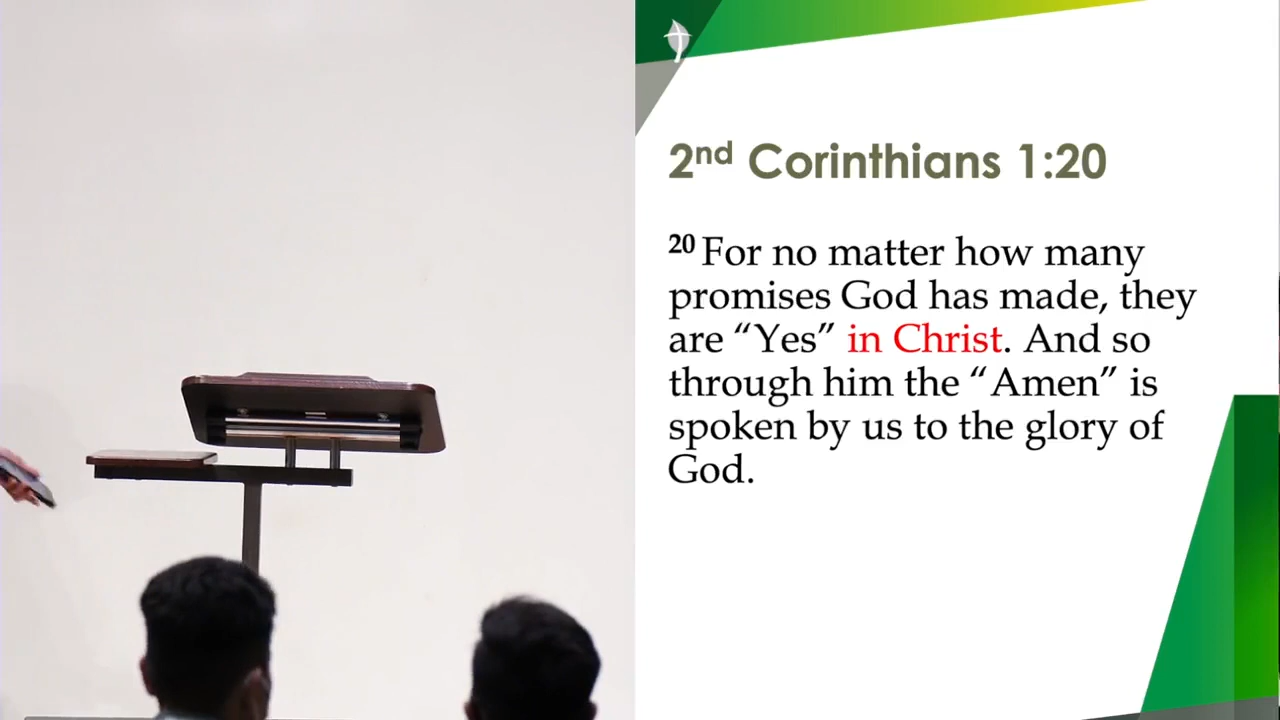 2nd Corinthians 1:20
20 For no matter how many
promises God has made, they
are “Yes” in Christ. And so
through him the “Amen” is
spoken by us to the glory of
God.